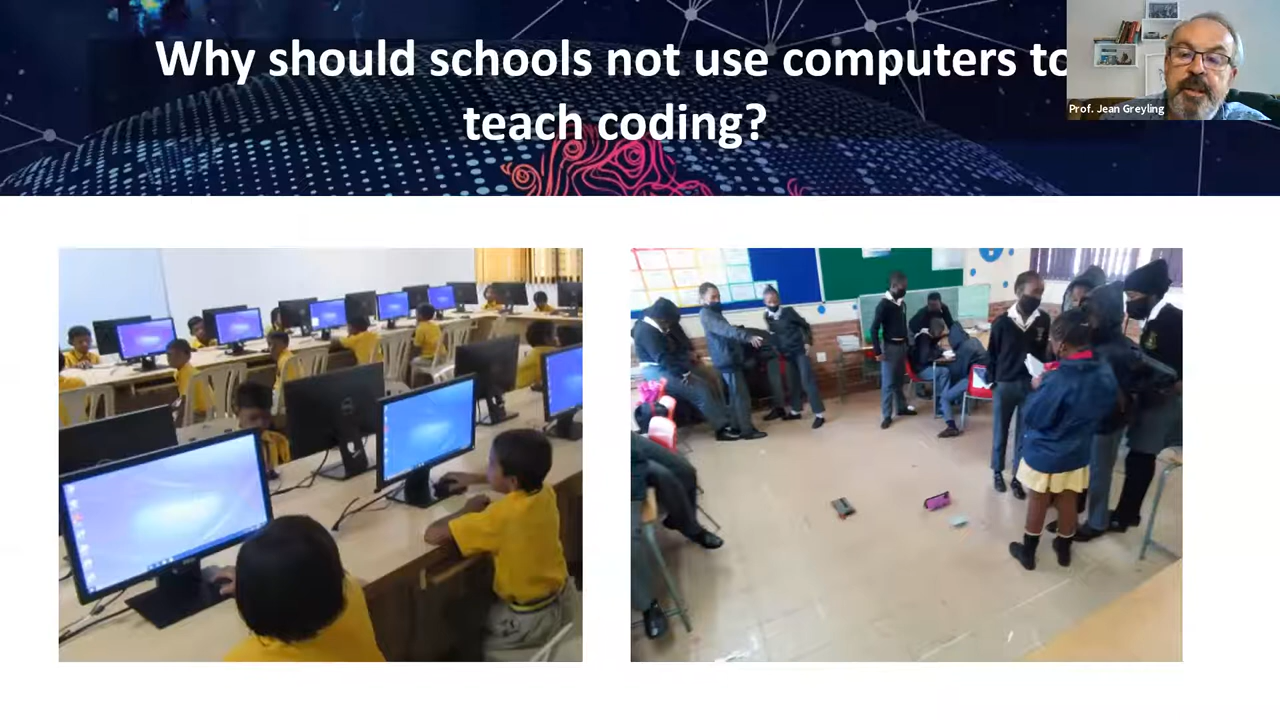 Why should schools not use computers to
teach coding?
Prof. Jean Greyling